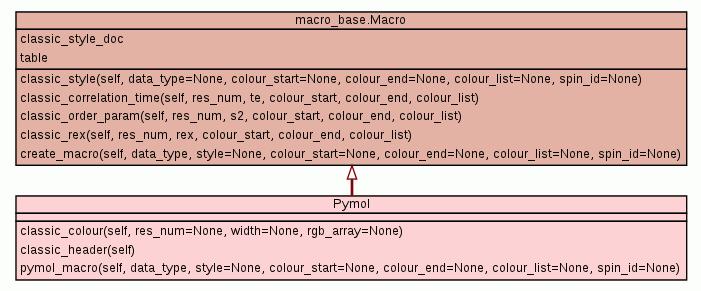 macro_base.Macro
classic_style_doc
table
classic_style(self, data_type=None, colour_start=None, colour_end=None, colour_list=None, spin_id=None)
classic_correlation_time(self, res_num, te, colour_start, colour_end, colour_list)
classic_order_param(self, res_num, s2, colour_start, colour_end, colour_list)
classic_rex(self, res_num, rex, colour_start, colour_end, colour_list)
create_macro(self, data_type, style=None, colour_start=None, colour_end=None, colour_list=None, spin_id=None)
Pymol
classic_colour(self, res_num=None, width=None, rgb_array=None)
classic_header(self)
pymol_macro(self, data_type, style=None, colour_start=None, colour_end=None, colour_list=None, spin_id=None)